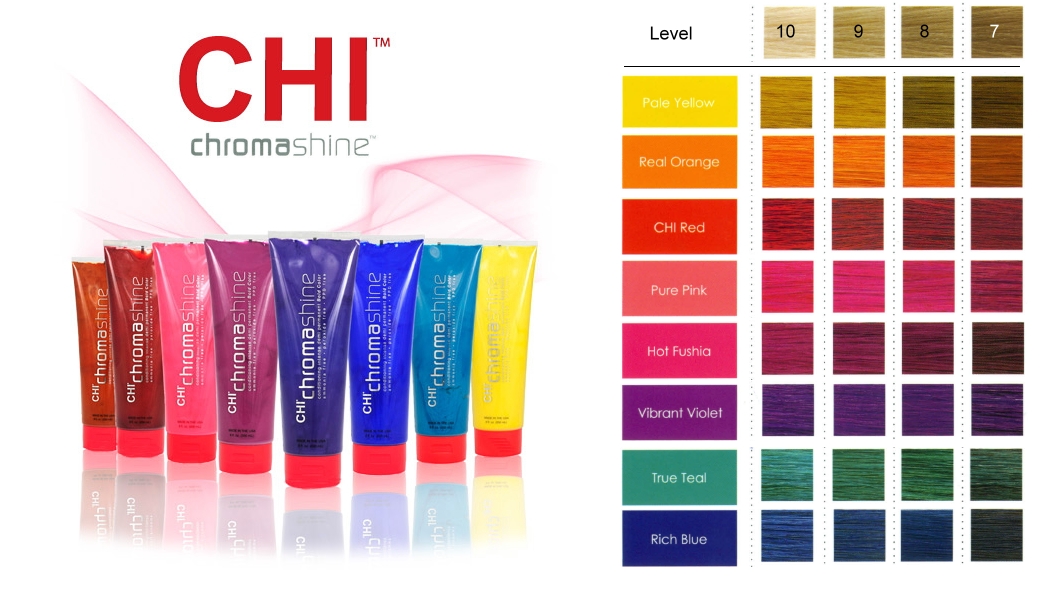 CHI™
chromashine™
Level 10 9 8 7
Pale Yellow
Real Orange
CHI Red
Pure Pink
Hot Fushia
Vibrant Violet
True Teal
Rich Blue
CHI chromashine
CHI chromashine
CHI chromashine
CHI chromashine
CHI chromashine
CHI chromashine
CHI chromashine
CHI chromashine